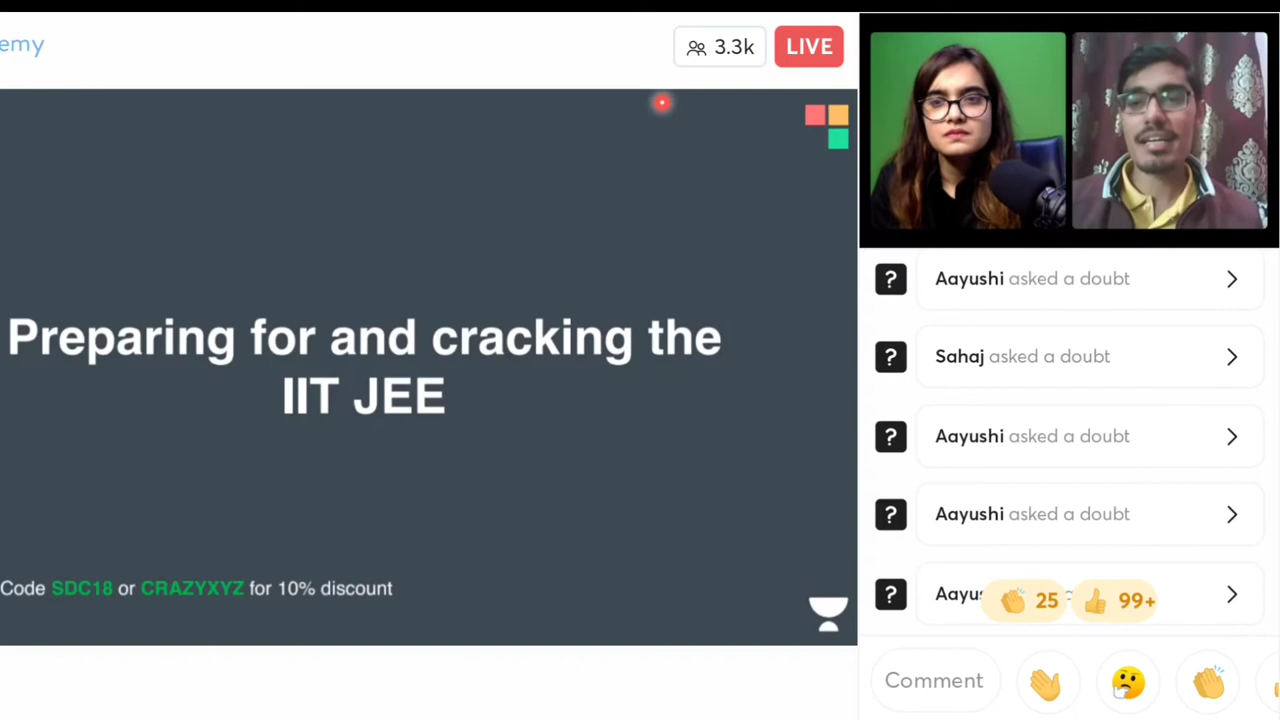 emy
3.3k
LIVE
Preparing for and cracking the
IIT JEE
Code SDC18 or CRAZYXYZ for 10% discount
? Aayushi asked a doubt
? Sahaj asked a doubt
? Aayushi asked a doubt
? Aayushi asked a doubt
? Aayus
25 99+
Comment